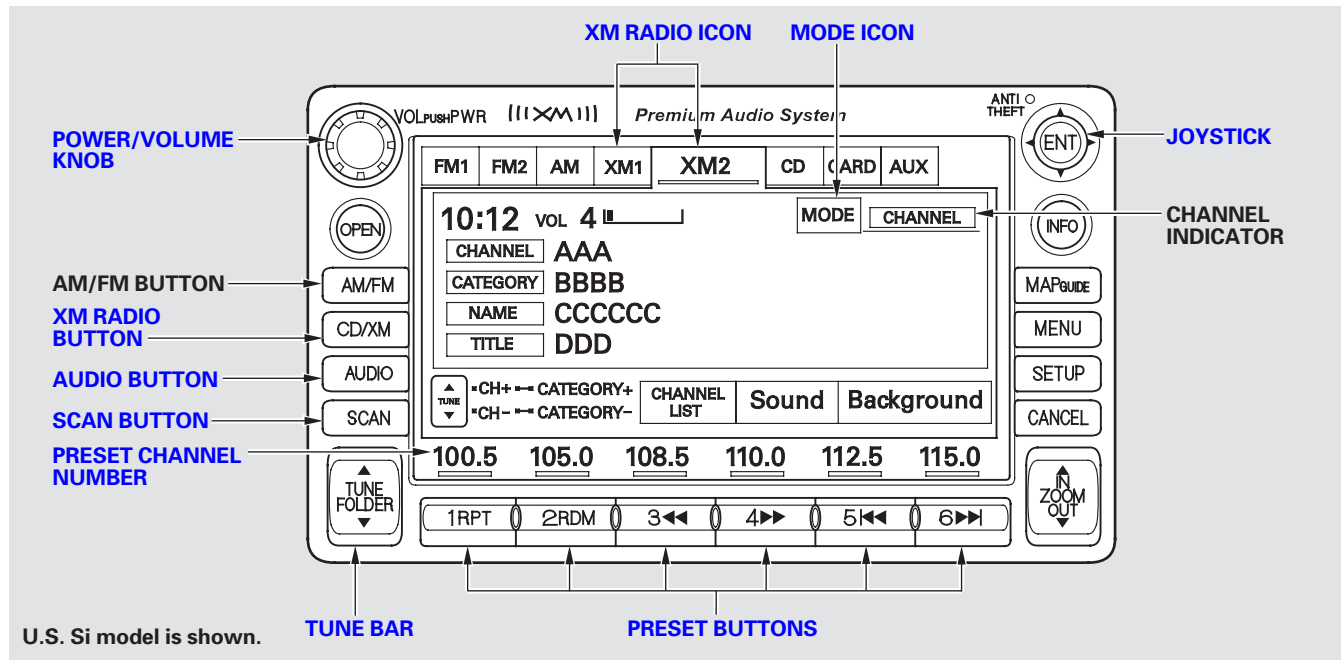 XM RADIO ICON MODE ICON
VOL PUSH PWR (((XM))) Premium Audio System ANTI THEFT
POWER/VOLUME
KNOB
ENT
JOYSTICK
FM1 FM2 AM XM1 XM2 CD CARD AUX
10:12 VOL 4 MODE CHANNEL
CHANNEL
INDICATOR
OPEN
INFO
CHANNEL AAA
CATEGORY BBBB
NAME CCCCCC
TITLE DDD
AM/FM BUTTON
AM/FM
MAP GUIDE
XM RADIO
BUTTON
CD/XM
MENU
AUDIO BUTTON
AUDIO
SETUP
SCAN BUTTON
SCAN
CANCEL
TUNE
CH+ CATEGORY+
CH- CATEGORY-
CHANNEL
LIST
Sound
Background
PRESET CHANNEL
NUMBER
100.5 105.0 108.5 110.0 112.5 115.0
TUNE
FOLDER
IN
ZOOM
OUT
1RPT 2RDM 3◀◀ 4▶▶ 5|◀◀ 6▶▶|
TUNE BAR
PRESET BUTTONS
U.S. Si model is shown.